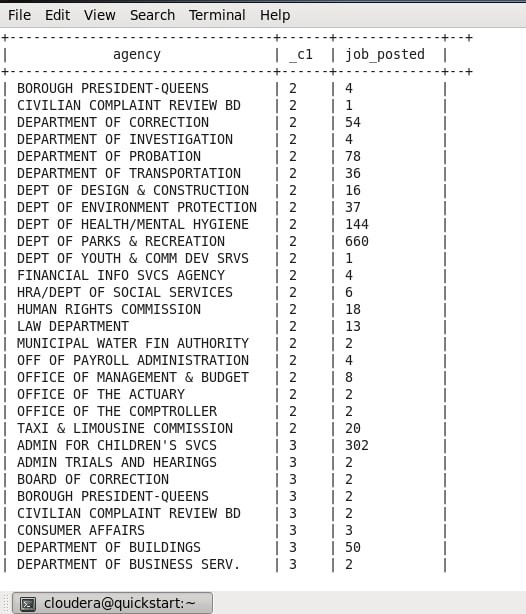 File Edit View Search Terminal Help
+---------------------------------+------+-------------+--+
| agency | _c1 | job_posted |
+---------------------------------+------+-------------+--+
| BOROUGH PRESIDENT-QUEENS | 2 | 4 |
| CIVILIAN COMPLAINT REVIEW BD | 2 | 1 |
| DEPARTMENT OF CORRECTION | 2 | 54 |
| DEPARTMENT OF INVESTIGATION | 2 | 4 |
| DEPARTMENT OF PROBATION | 2 | 78 |
| DEPARTMENT OF TRANSPORTATION | 2 | 36 |
| DEPT OF DESIGN & CONSTRUCTION | 2 | 16 |
| DEPT OF ENVIRONMENT PROTECTION | 2 | 37 |
| DEPT OF HEALTH/MENTAL HYGIENE | 2 | 144 |
| DEPT OF PARKS & RECREATION | 2 | 660 |
| DEPT OF YOUTH & COMM DEV SRVS | 2 | 1 |
| FINANCIAL INFO SVCS AGENCY | 2 | 4 |
| HRA/DEPT OF SOCIAL SERVICES | 2 | 6 |
| HUMAN RIGHTS COMMISSION | 2 | 18 |
| LAW DEPARTMENT | 2 | 13 |
| MUNICIPAL WATER FIN AUTHORITY | 2 | 2 |
| OFF OF PAYROLL ADMINISTRATION | 2 | 4 |
| OFFICE OF MANAGEMENT & BUDGET | 2 | 8 |
| OFFICE OF THE ACTUARY | 2 | 2 |
| OFFICE OF THE COMPTROLLER | 2 | 2 |
| TAXI & LIMOUSINE COMMISSION | 2 | 20 |
| ADMIN FOR CHILDREN'S SVCS | 3 | 302 |
| ADMIN TRIALS AND HEARINGS | 3 | 2 |
| BOARD OF CORRECTION | 3 | 2 |
| BOROUGH PRESIDENT-QUEENS | 3 | 2 |
| CIVILIAN COMPLAINT REVIEW BD | 3 | 2 |
| CONSUMER AFFAIRS | 3 | 3 |
| DEPARTMENT OF BUILDINGS | 3 | 50 |
| DEPARTMENT OF BUSINESS SERV. | 3 | 2 |
cloudera@quickstart:~